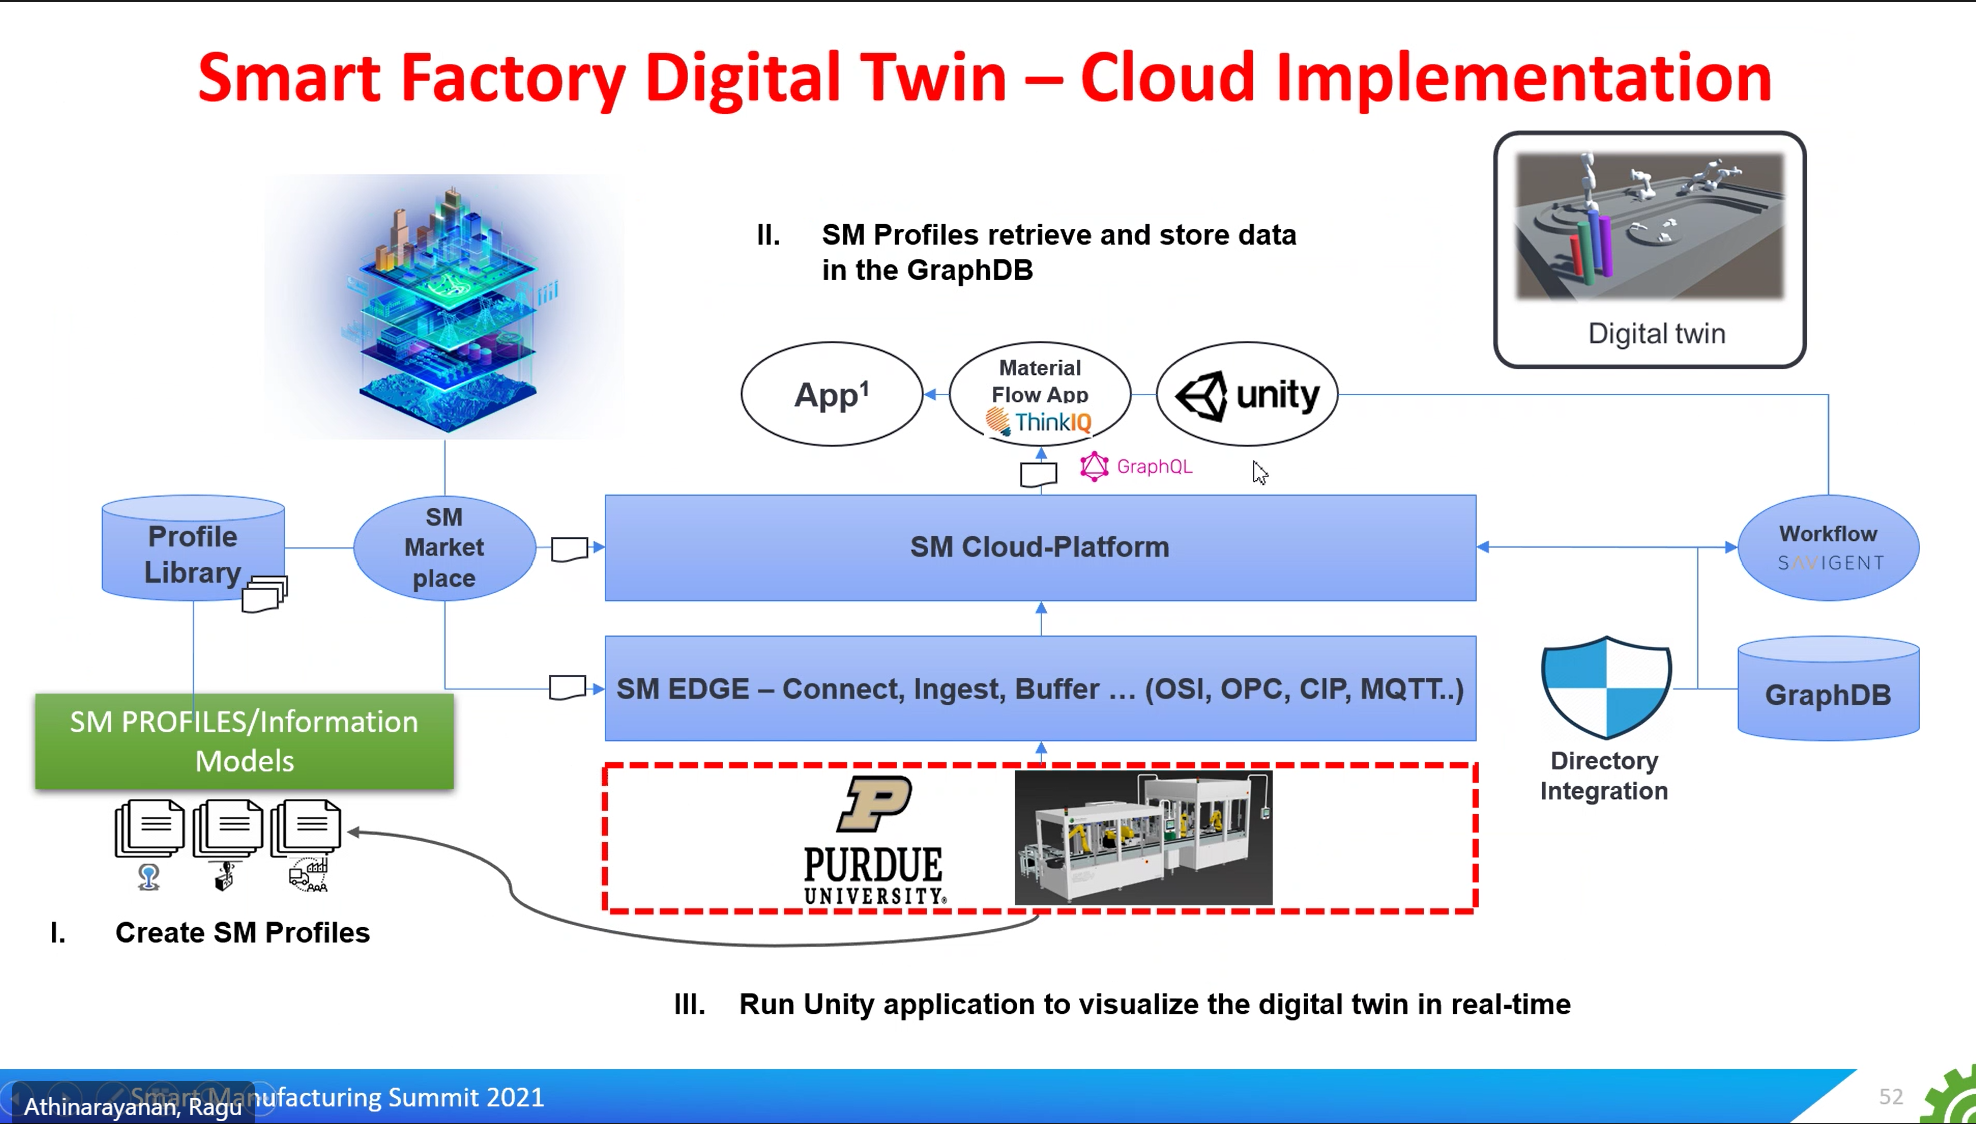 Smart Factory Digital Twin – Cloud Implementation
II. SM Profiles retrieve and store data
in the GraphDB
Digital twin
App1
Material
Flow App
ThinkIQ
unity
GraphQL
Profile
Library
SM
Market
place
SM Cloud-Platform
Workflow
SAVIGENT
SM EDGE – Connect, Ingest, Buffer … (OSI, OPC, CIP, MQTT..)
GraphDB
Directory
Integration
SM PROFILES/Information
Models
PURDUE
UNIVERSITY®
I. Create SM Profiles
III. Run Unity application to visualize the digital twin in real-time
Smart Manufacturing Summit 2021
Athinarayanan, Ragu
52